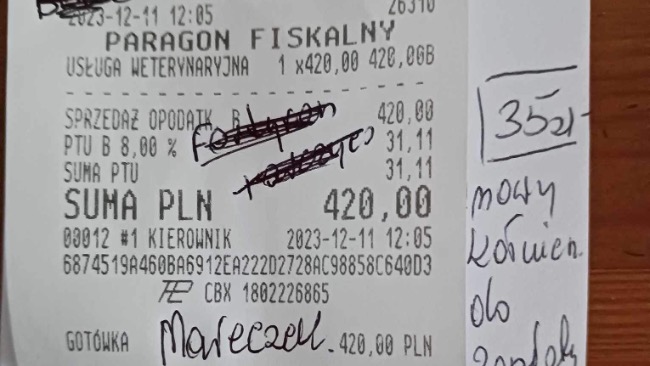 2023-12-11 12:05 26310
PARAGON FISKALNY
USŁUGA WETERYNARYJNA 1 x420,00 420,00B
SPRZEDAŻ OPODATK B 420,00
PTU B 8,00 % 31,11
SUMA PTU 31,11
SUMA PLN 420,00
00012 #1 KIEROWNIK 2023-12-11 12:05
6874519A460BA6912EA222D2728AC98858C640D3
CBX 1802226865
GOTÓWKA 420,00 PLN
Mareczek
35zł
nowy
kołnierz
do